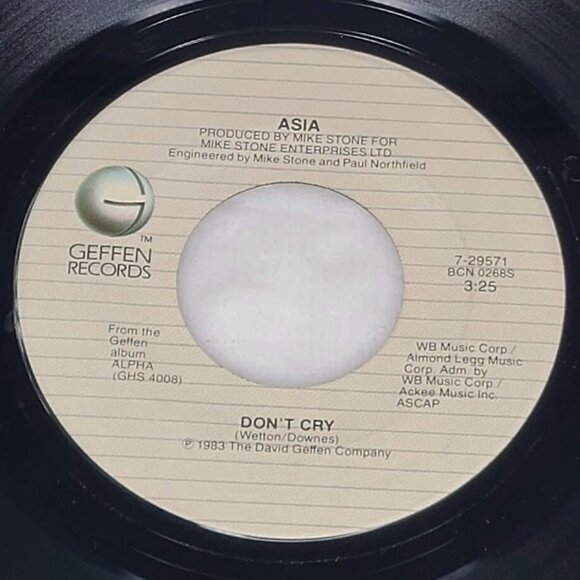 ASIA
PRODUCED BY MIKE STONE FOR
MIKE STONE ENTERPRISES LTD.
Engineered by Mike Stone and Paul Northfield
G
TM
GEFFEN
RECORDS
7-29571
BCN 0268S
3:25
From the
Geffen
album
ALPHA
(GHS 4008)
WB Music Corp./
Almond Legg Music
Corp. Adm. by
WB Music Corp./
Ackee Music Inc.
ASCAP
DON'T CRY
(Wetton/Downes)
℗ 1983 The David Geffen Company